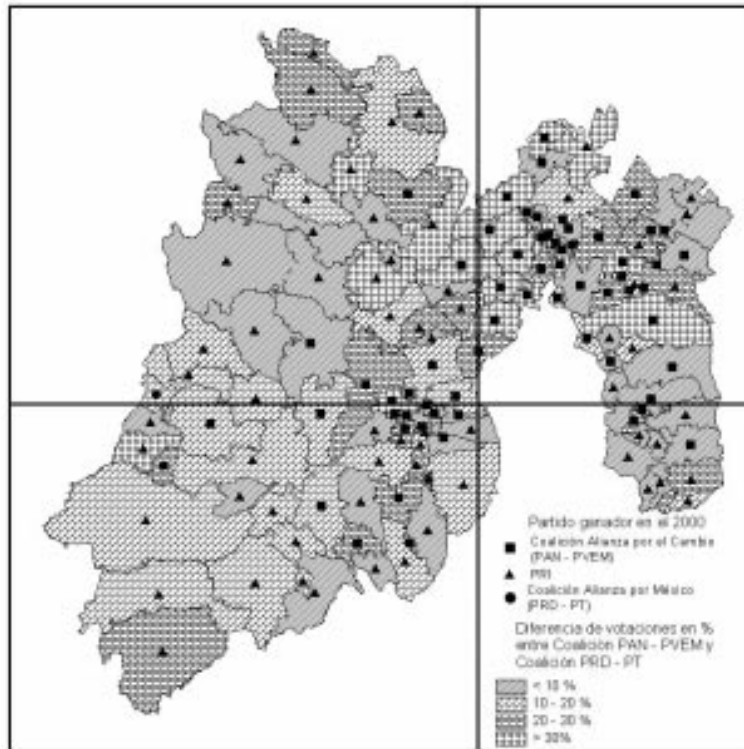 Partido ganador en el 2000
Coalición Alianza por el Cambio
(PAN - PVEM)
PRI
Coalición Alianza por México
(PRD - PT)
Diferencia de votaciones en %
entre Coalición PAN - PVEM y
Coalición PRD - PT
< 10 %
10 - 20 %
20 - 30 %
> 30%